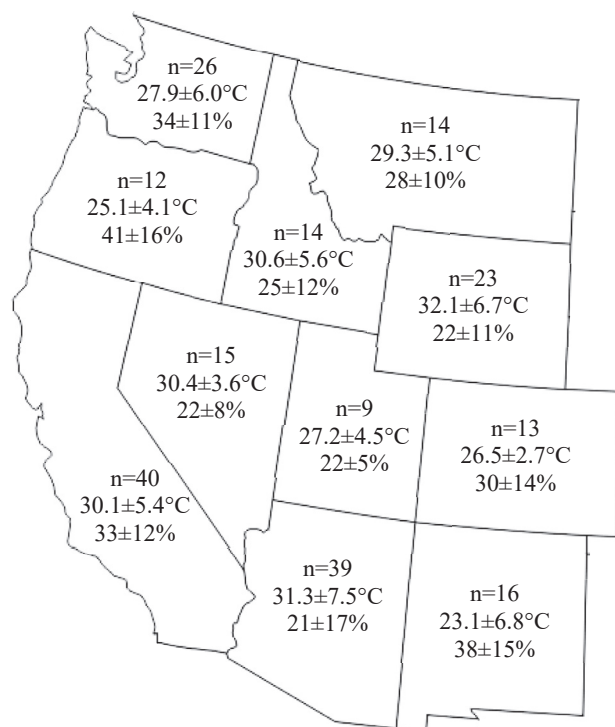 n=26
27.9±6.0°C
34±11%
n=14
29.3±5.1°C
28±10%
n=12
25.1±4.1°C
41±16%
n=14
30.6±5.6°C
25±12%
n=23
32.1±6.7°C
22±11%
n=15
30.4±3.6°C
22±8%
n=9
27.2±4.5°C
22±5%
n=13
26.5±2.7°C
30±14%
n=40
30.1±5.4°C
33±12%
n=39
31.3±7.5°C
21±17%
n=16
23.1±6.8°C
38±15%